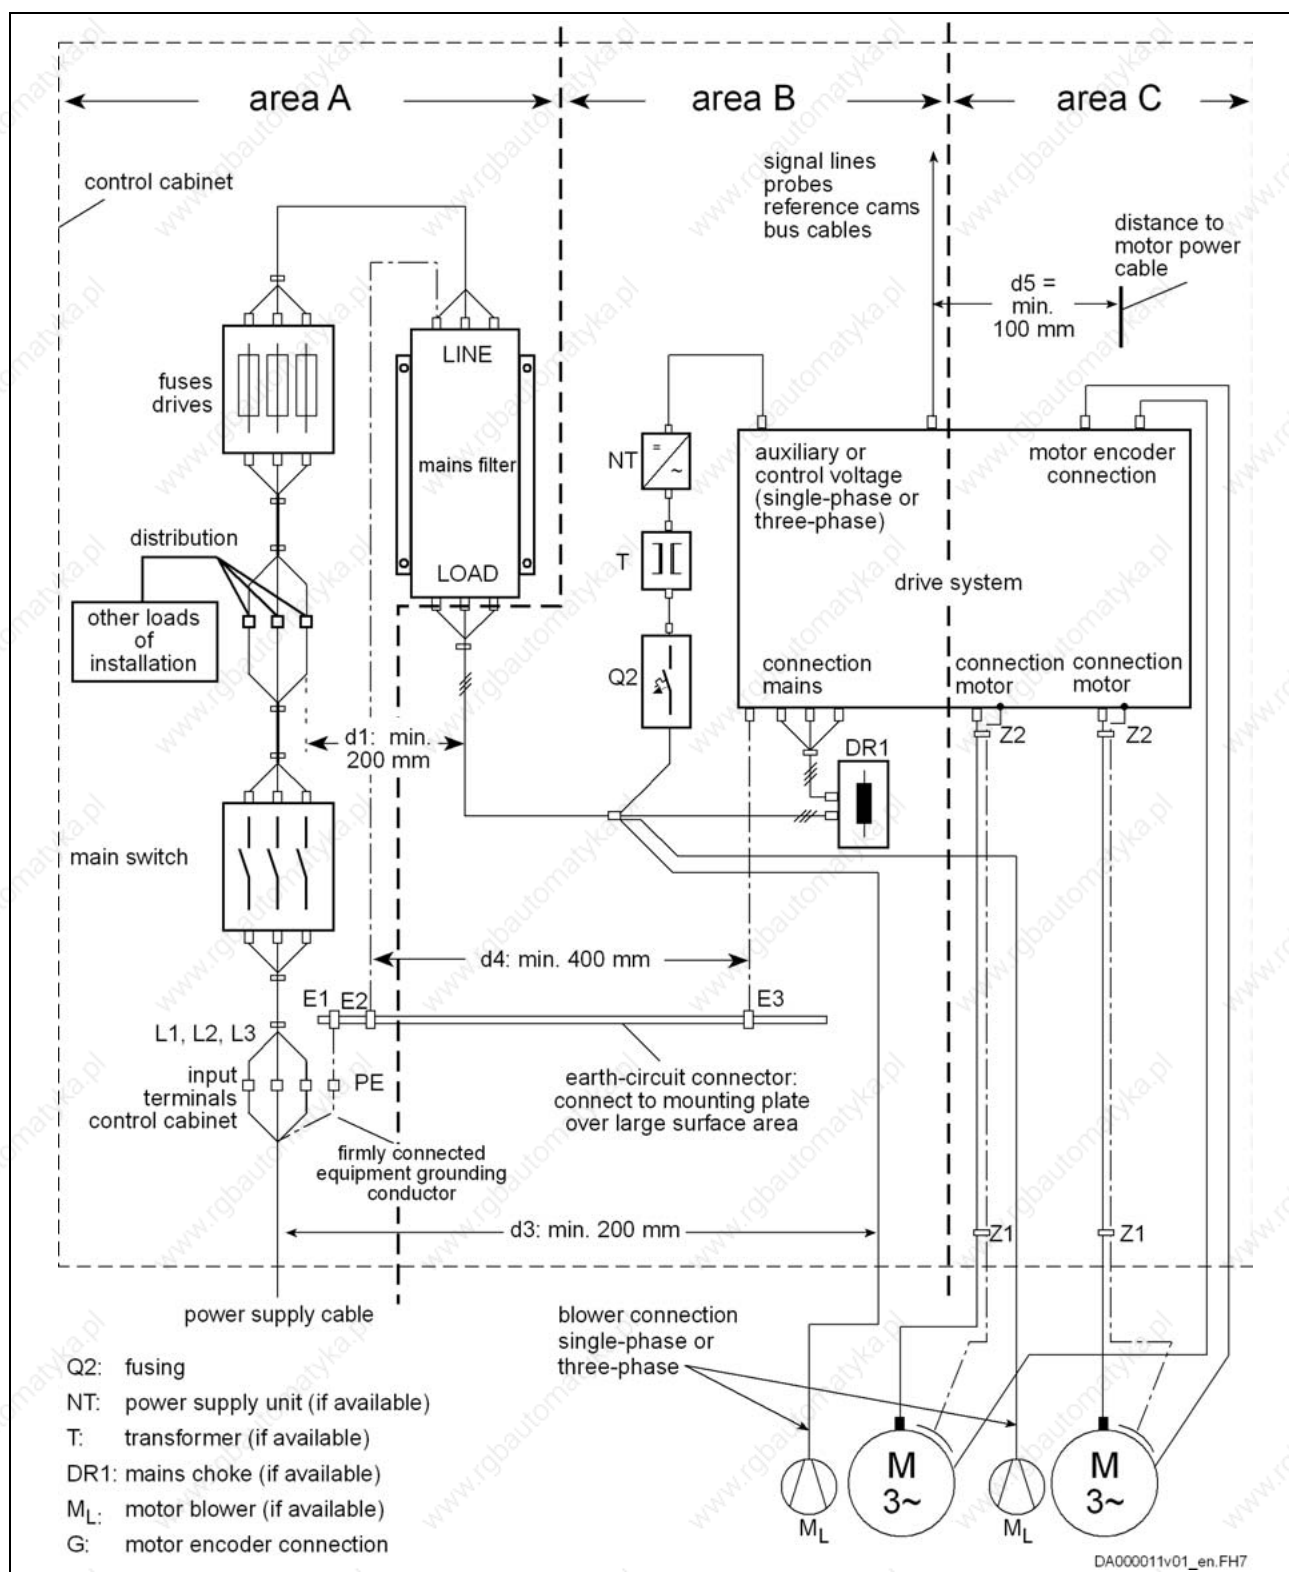 area A
area B
area C
control cabinet
signal lines
probes
reference cams
bus cables
distance to
motor power
cable
d5 =
min.
100 mm
fuses
drives
LINE
mains filter
LOAD
NT
auxiliary or
control voltage
(single-phase or
three-phase)
motor encoder
connection
distribution
T
drive system
other loads
of
installation
Q2
connection
mains
connection
motor
connection
motor
d1: min.
200 mm
Z2
Z2
DR1
main switch
d4: min. 400 mm
E1
E2
E3
L1, L2, L3
input
terminals
control cabinet
PE
earth-circuit connector:
connect to mounting plate
over large surface area
firmly connected
equipment grounding
conductor
d3: min. 200 mm
Z1
Z1
power supply cable
blower connection
single-phase or
three-phase
Q2: fusing
NT: power supply unit (if available)
T: transformer (if available)
DR1: mains choke (if available)
ML: motor blower (if available)
G: motor encoder connection
M
3~
M
3~
ML
ML
DA000011v01_en.FH7
www.rgbautomatyka.pl